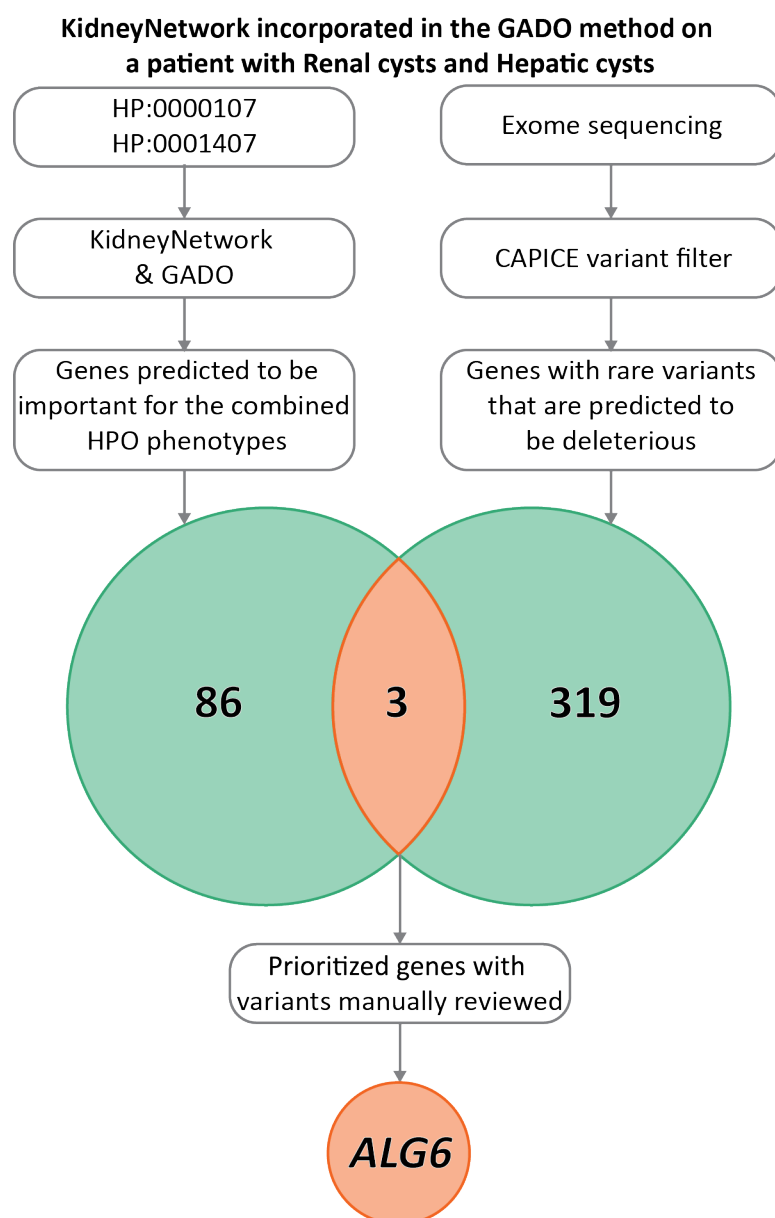 KidneyNetwork incorporated in the GADO method on
a patient with Renal cysts and Hepatic cysts
HP:0000107
HP:0001407
Exome sequencing
KidneyNetwork
& GADO
CAPICE variant filter
Genes predicted to be
important for the combined
HPO phenotypes
Genes with rare variants
that are predicted to
be deleterious
86
3
319
Prioritized genes with
variants manually reviewed
ALG6